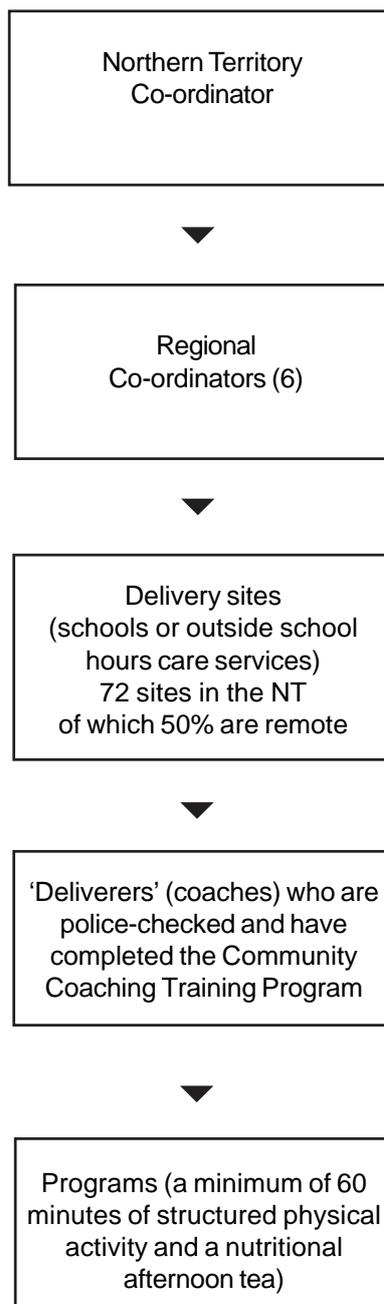 Northern Territory
Co-ordinator
Regional
Co-ordinators (6)
Delivery sites
(schools or outside school
hours care services)
72 sites in the NT
of which 50% are remote
‘Deliverers’ (coaches) who are
police-checked and have
completed the Community
Coaching Training Program
Programs (a minimum of 60
minutes of structured physical
activity and a nutritional
afternoon tea)